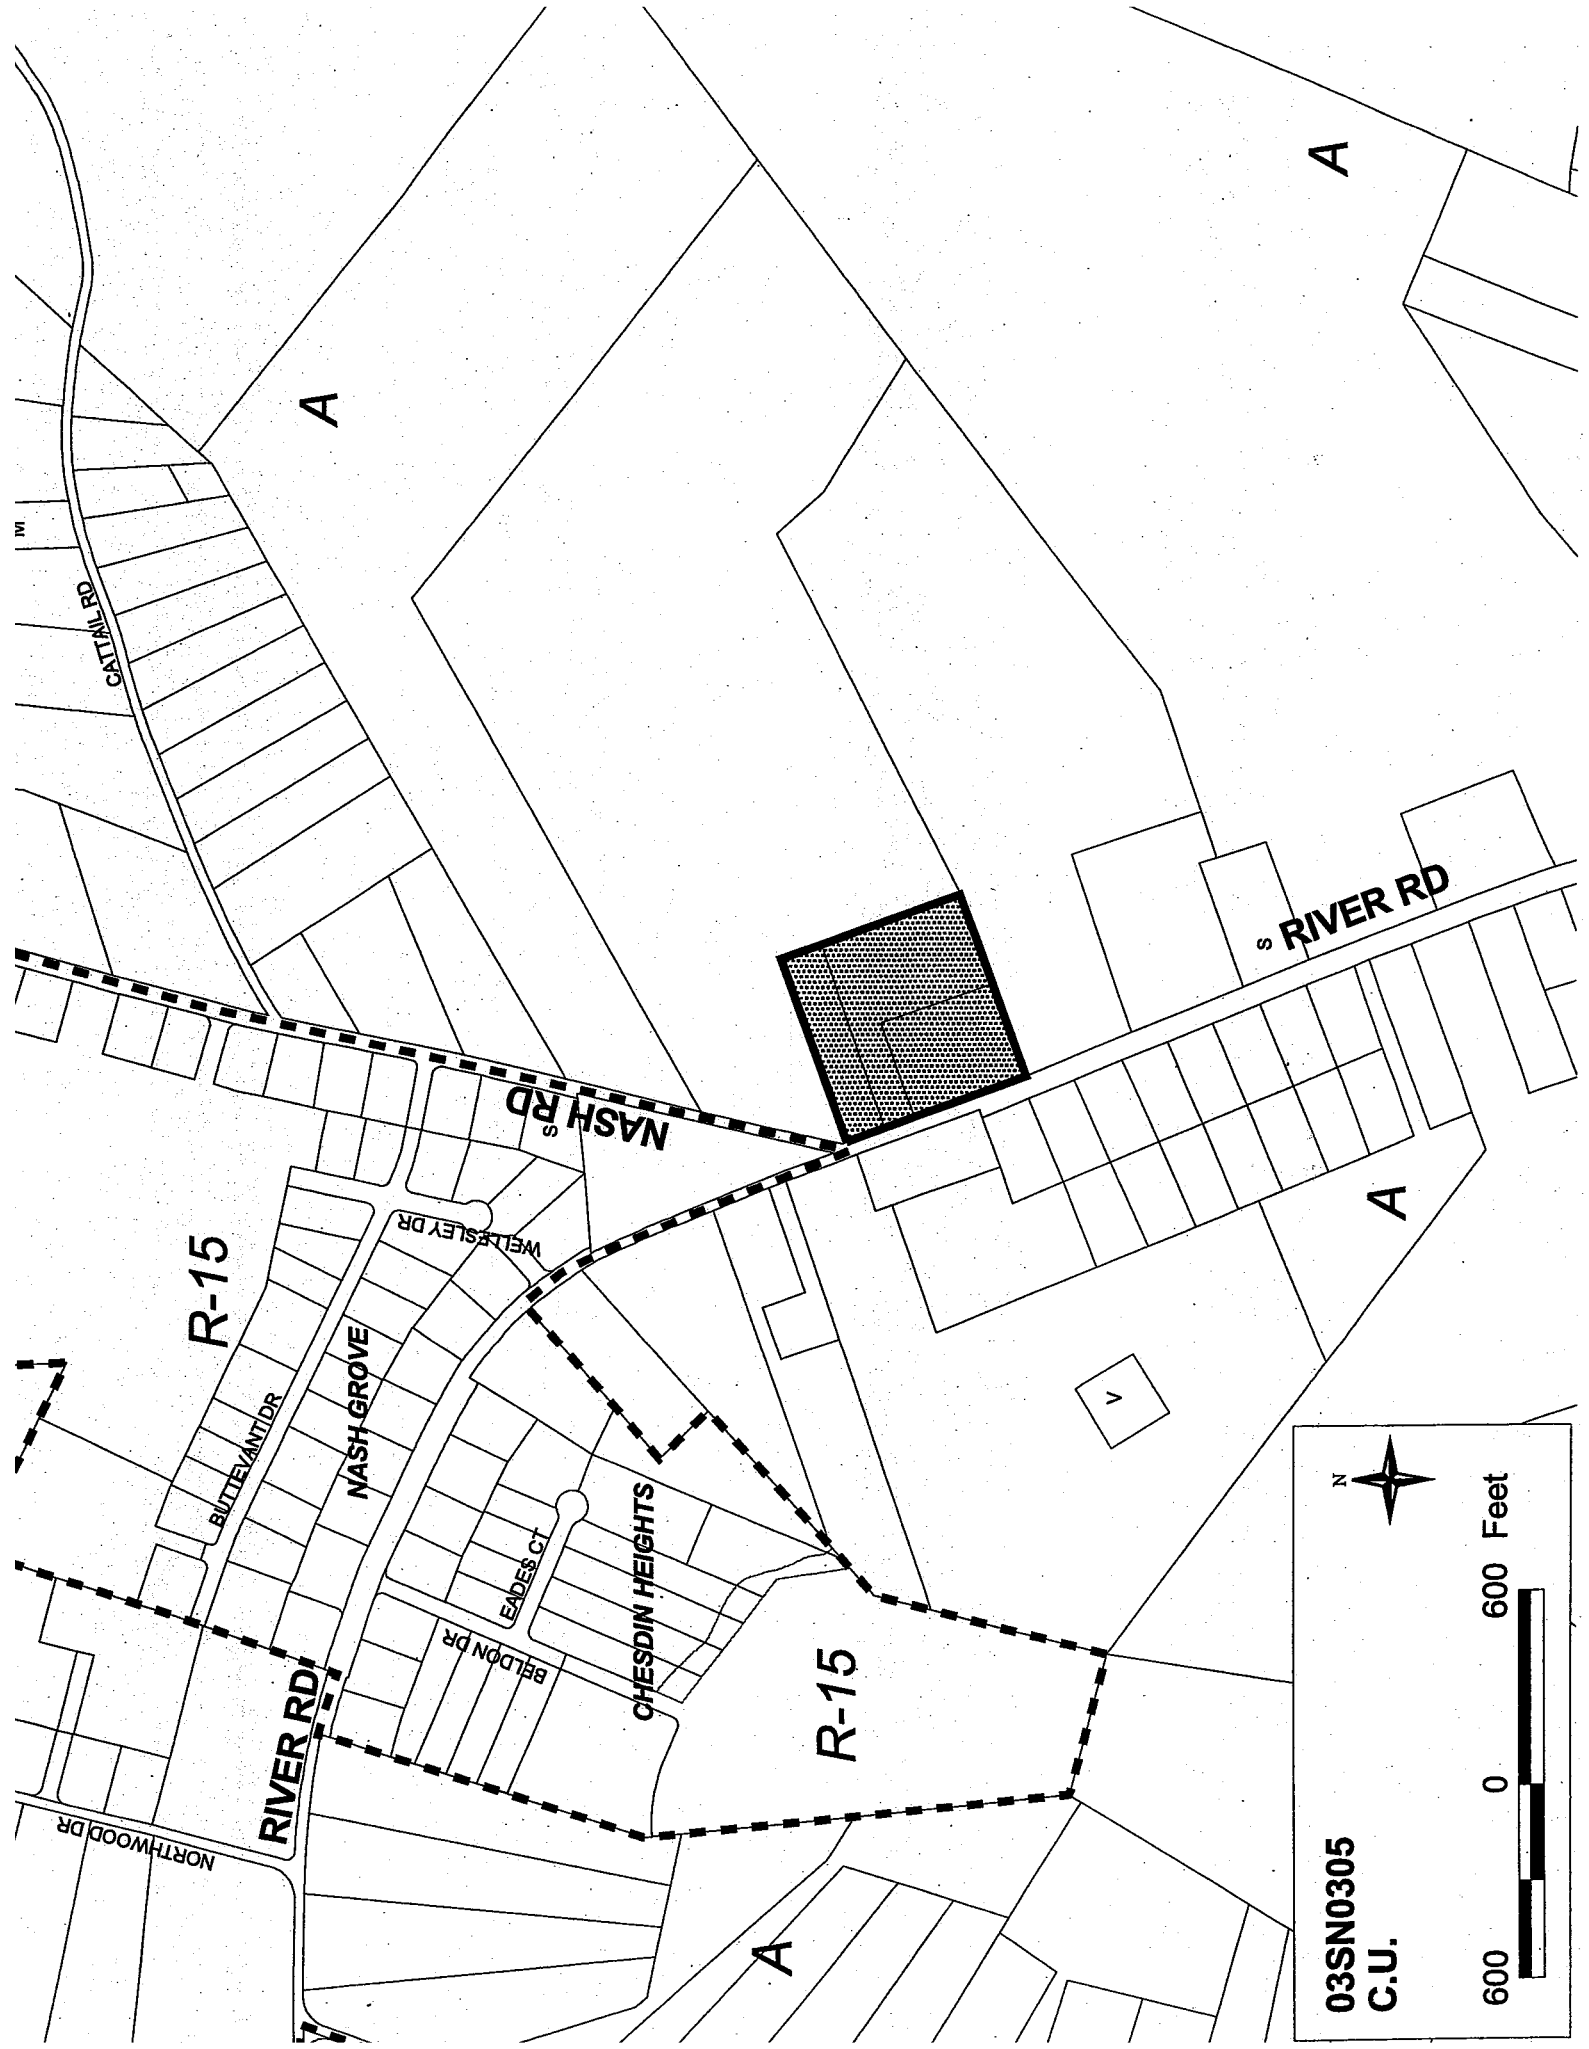 CATTAIL RD
M
A
A
NASH RD
S
R-15
WELLESLEY DR
NASH GROVE
BUTTEVANT DR
S
RIVER RD
A
V
EADES CT
BELDON DR
CHESDIN HEIGHTS
R-15
RIVER RD
NORTHWOOD DR
A
03SN0305
C.U.
N
600 0 600 Feet